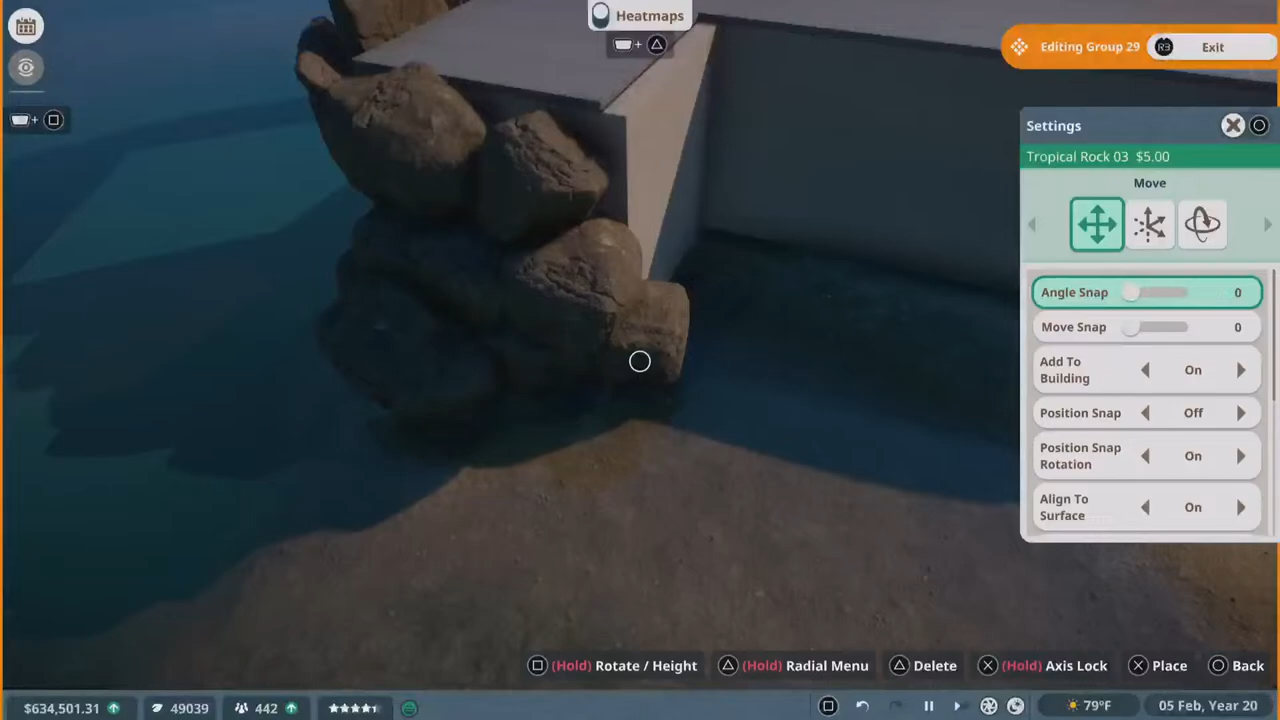 Heatmaps
+
Editing Group 29
R3
Exit
+
Settings
Tropical Rock 03 $5.00
Move
Angle Snap 0
Move Snap 0
Add To
Building
On
Position Snap Off
Position Snap
Rotation
On
Align To
Surface
On
(Hold) Rotate / Height
(Hold) Radial Menu
Delete
(Hold) Axis Lock
Place
Back
$634,501.31
49039
442
79°F
05 Feb, Year 20